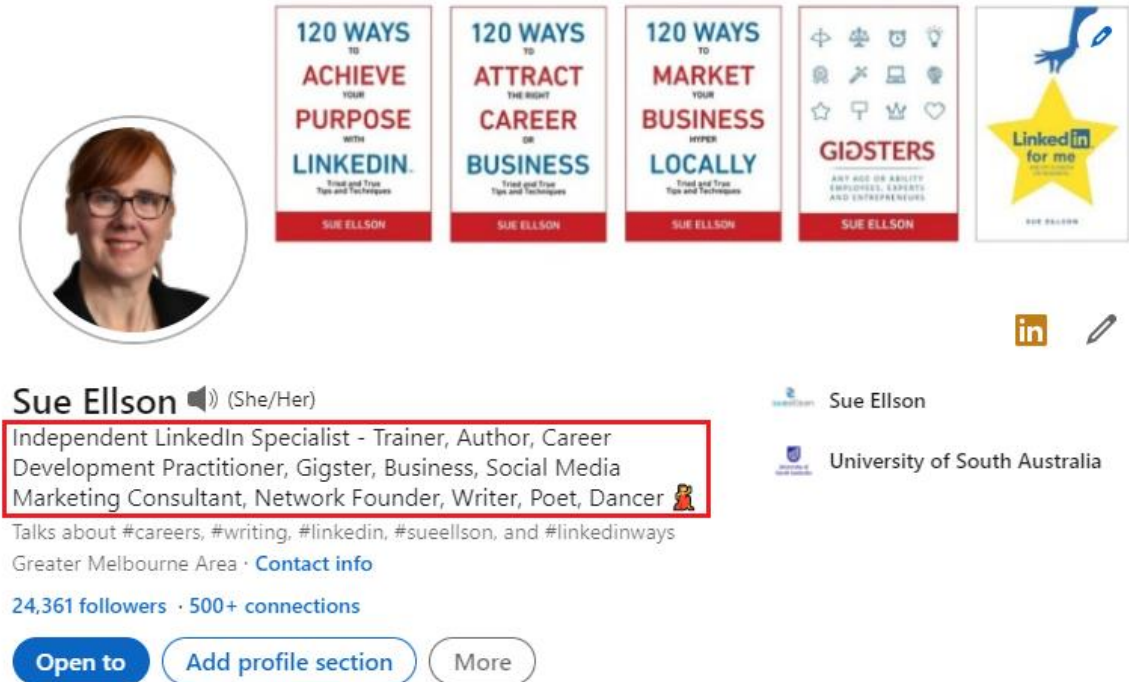 120 WAYS
TO
ACHIEVE
YOUR
PURPOSE
WITH
LINKEDIN.
Tried and True
Tips and Techniques
SUE ELLSON
120 WAYS
TO
ATTRACT
THE RIGHT
CAREER
OR
BUSINESS
Tried and True
Tips and Techniques
SUE ELLSON
120 WAYS
TO
MARKET
YOUR
BUSINESS
HYPER
LOCALLY
Tried and True
Tips and Techniques
SUE ELLSON
GIGSTERS
ANY AGE OR ABILITY
EMPLOYEES, EXPERTS
AND ENTREPRENEURS
SUE ELLSON
Linked in
for me
SUE ELLSON
in
Sue Ellson (She/Her)
Independent LinkedIn Specialist - Trainer, Author, Career
Development Practitioner, Gigster, Business, Social Media
Marketing Consultant, Network Founder, Writer, Poet, Dancer
Talks about #careers, #writing, #linkedin, #sueellson, and #linkedinways
Greater Melbourne Area · Contact info
24,361 followers · 500+ connections
Open to
Add profile section
More
Sue Ellson
University of South Australia